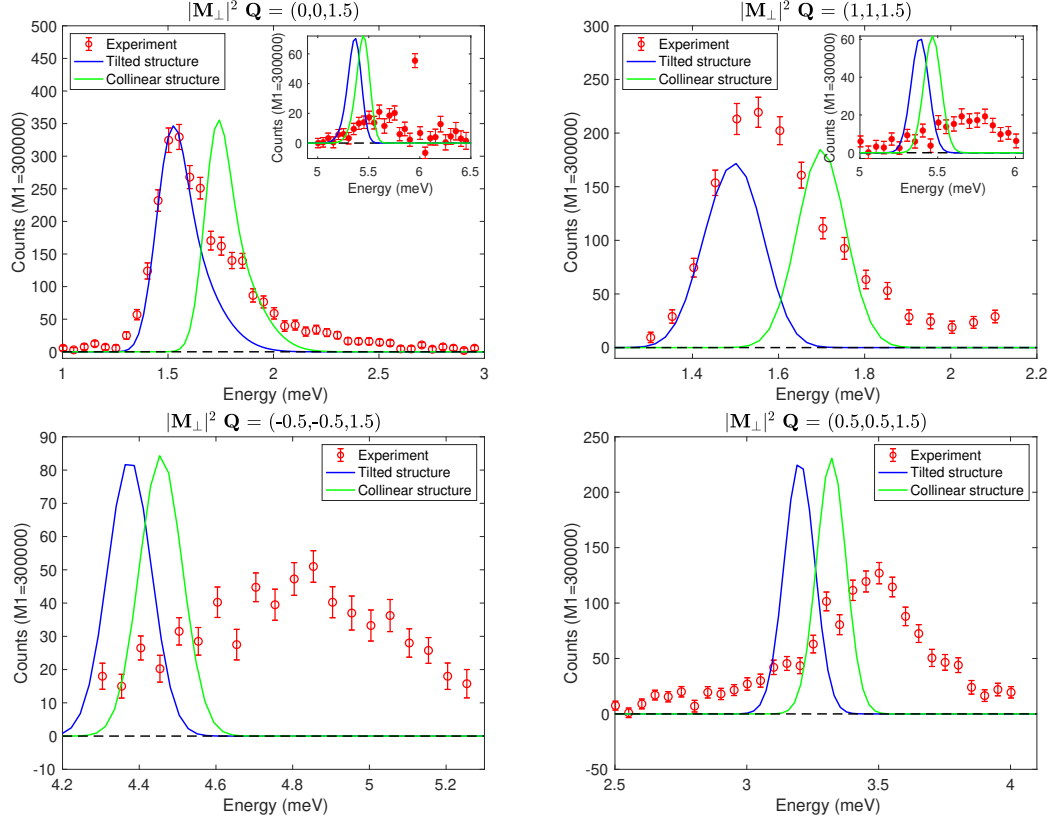 |M⊥|² Q = (0,0,1.5)
500
450
400
350
300
250
200
150
100
50
0
Counts (M1=300000)
1
1.5
2
2.5
3
Energy (meV)
Experiment
Tilted structure
Collinear structure
60
40
20
0
Counts (M1=300000)
5
5.5
6
6.5
Energy (meV)
|M⊥|² Q = (1,1,1.5)
300
250
200
150
100
50
0
Counts (M1=300000)
1.4
1.6
1.8
2
2.2
Energy (meV)
Experiment
Tilted structure
Collinear structure
60
40
20
0
Counts (M1=300000)
5
5.5
6
Energy (meV)
|M⊥|² Q = (-0.5,-0.5,1.5)
90
80
70
60
50
40
30
20
10
0
-10
Counts (M1=300000)
4.2
4.4
4.6
4.8
5
5.2
Energy (meV)
Experiment
Tilted structure
Collinear structure
|M⊥|² Q = (0.5,0.5,1.5)
250
200
150
100
50
0
-50
Counts (M1=300000)
2.5
3
3.5
4
Energy (meV)
Experiment
Tilted structure
Collinear structure